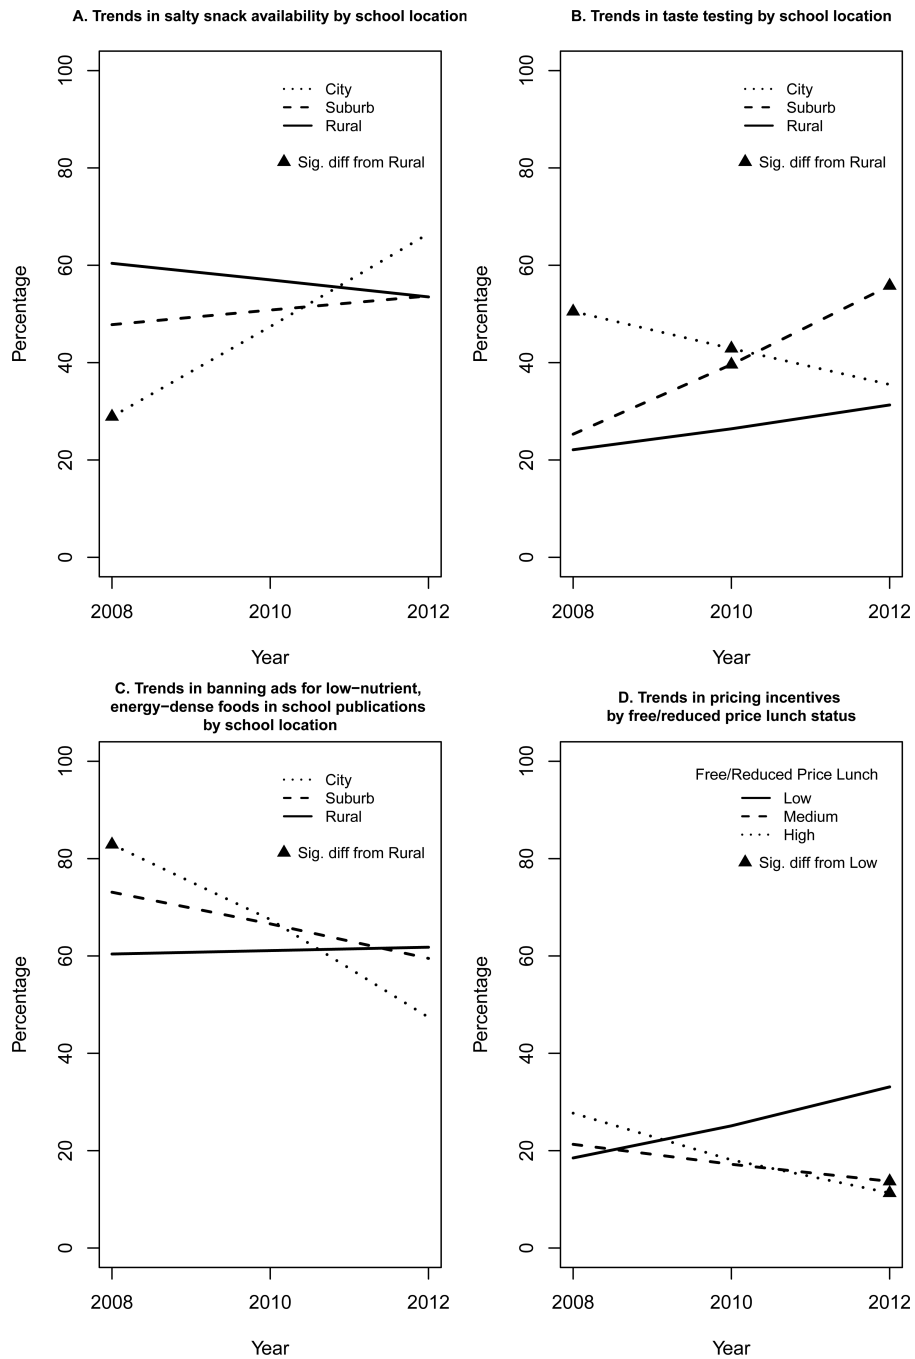 A. Trends in salty snack availability by school location
100
80
60
40
20
0
Percentage
City
Suburb
Rural
Sig. diff from Rural
2008
2010
2012
Year
B. Trends in taste testing by school location
100
80
60
40
20
0
Percentage
City
Suburb
Rural
Sig. diff from Rural
2008
2010
2012
Year
C. Trends in banning ads for low−nutrient,
energy−dense foods in school publications
by school location
100
80
60
40
20
0
Percentage
City
Suburb
Rural
Sig. diff from Rural
2008
2010
2012
Year
D. Trends in pricing incentives
by free/reduced price lunch status
100
80
60
40
20
0
Percentage
Free/Reduced Price Lunch
Low
Medium
High
Sig. diff from Low
2008
2010
2012
Year